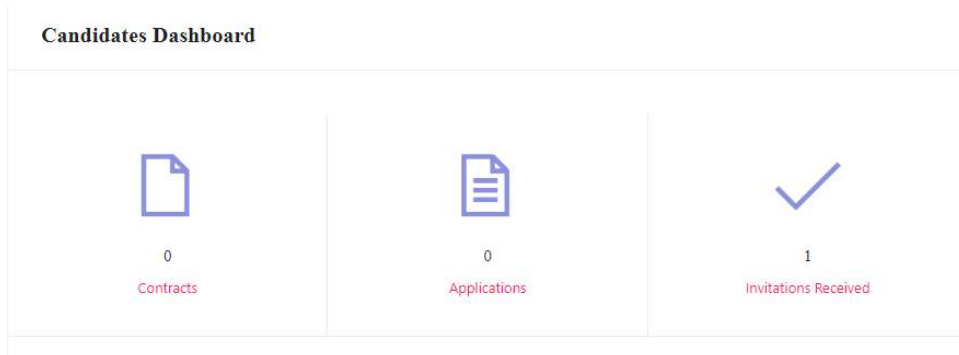 Candidates Dashboard
0
Contracts
0
Applications
1
Invitations Received